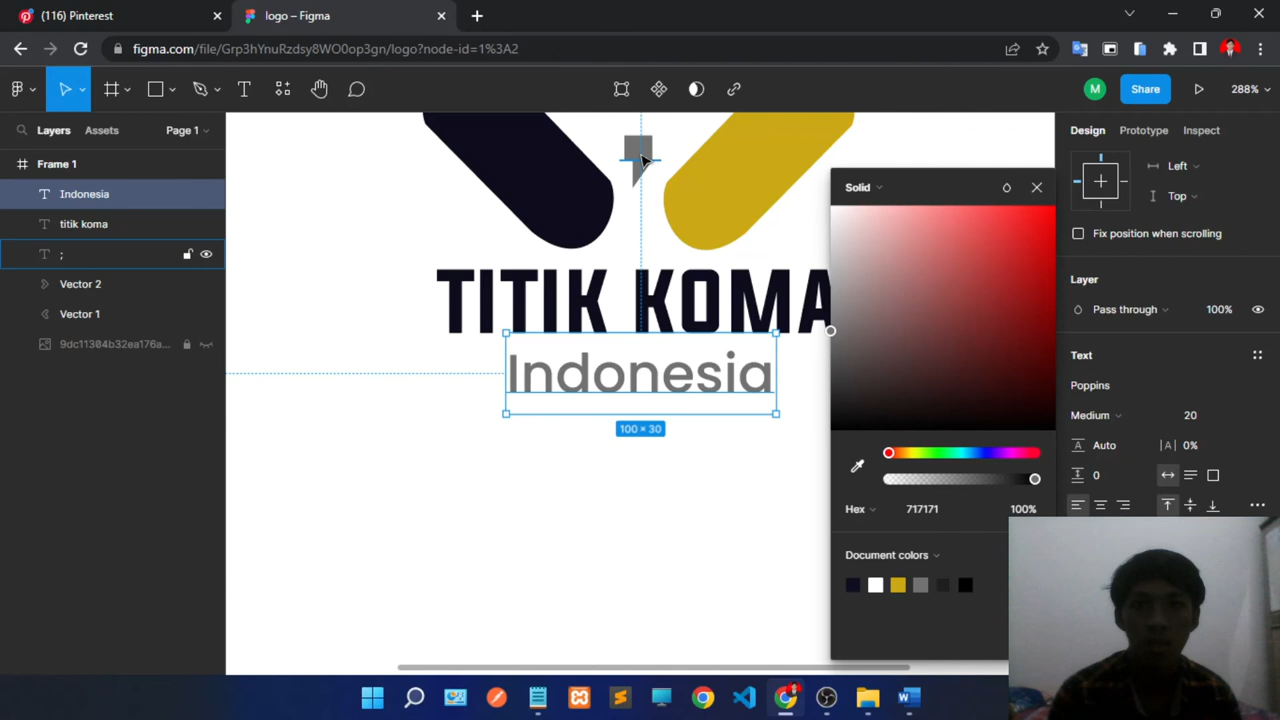 (116) Pinterest
logo – Figma
figma.com/file/Grp3hYnuRzdsy8WO0op3gn/logo?node-id=1%3A2
M
Share
288%
Layers
Assets
Page 1
Frame 1
Indonesia
titik koma
;
Vector 2
Vector 1
9dc11304b32ea176a...
;
TITIK KOMA
Indonesia
100 × 30
Solid
Hex
717171
100%
Document colors
Design
Prototype
Inspect
Left
Top
Fix position when scrolling
Layer
Pass through
100%
Text
Poppins
Medium
20
Auto
0%
0